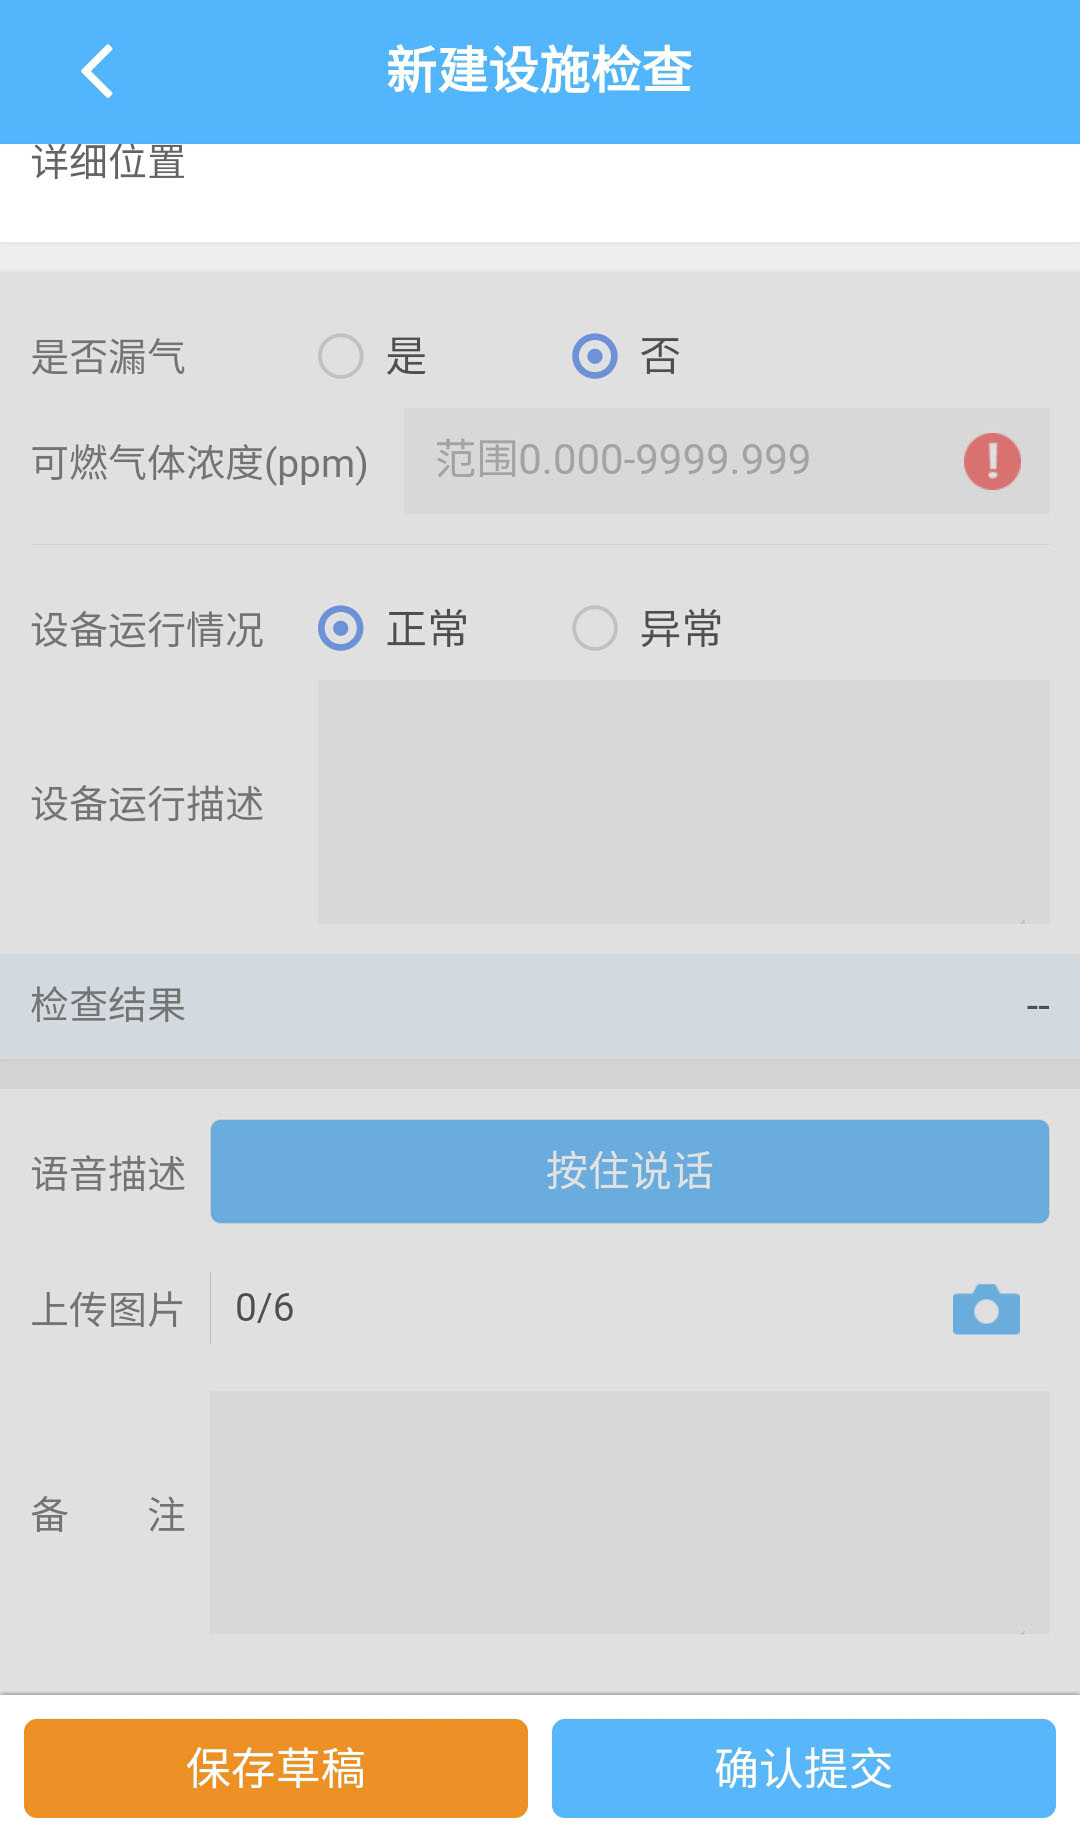 新建设施检查
详细位置
是否漏气 是 否
可燃气体浓度(ppm) 范围0.000-9999.999
设备运行情况 正常 异常
设备运行描述
检查结果 --
语音描述 按住说话
上传图片 0/6
备 注
保存草稿 确认提交